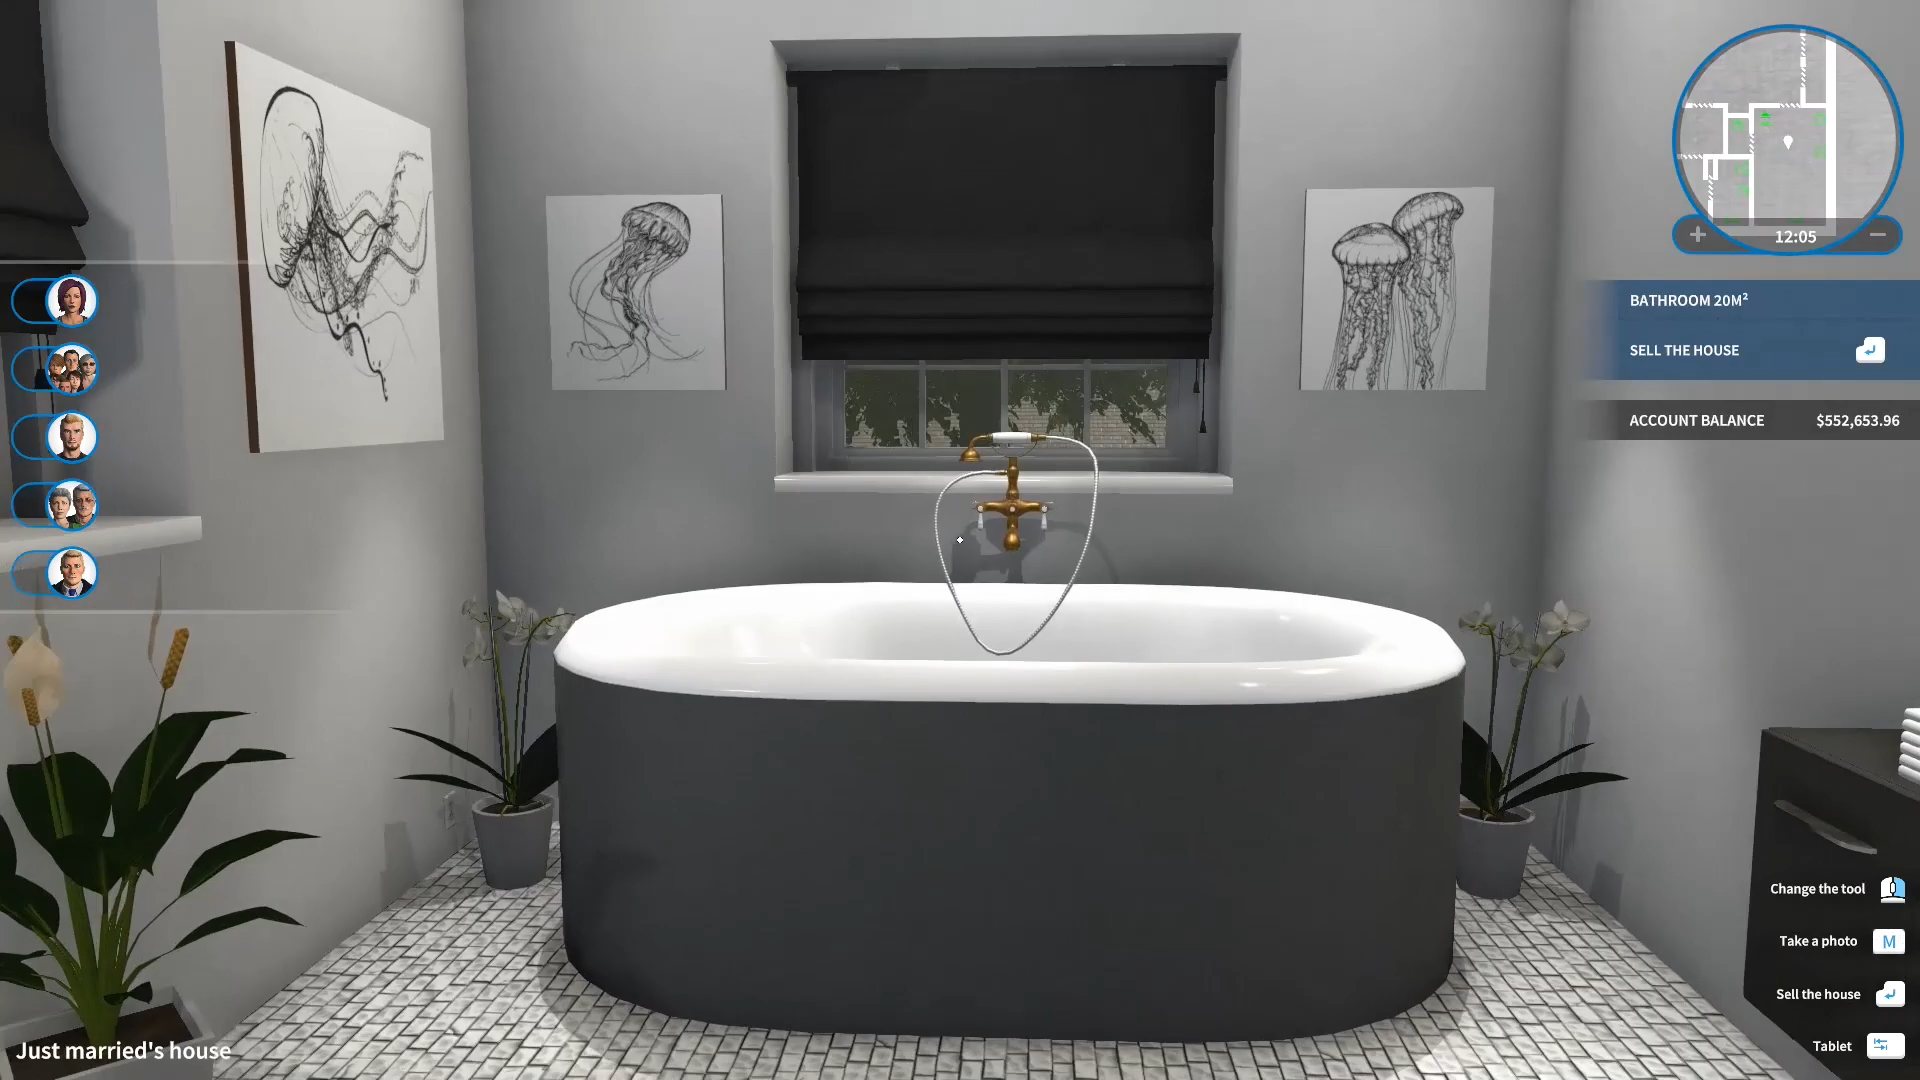 12:05
BATHROOM 20M²
SELL THE HOUSE
ACCOUNT BALANCE $552,653.96
Change the tool
Take a photo M
Sell the house
Tablet
Just married's house